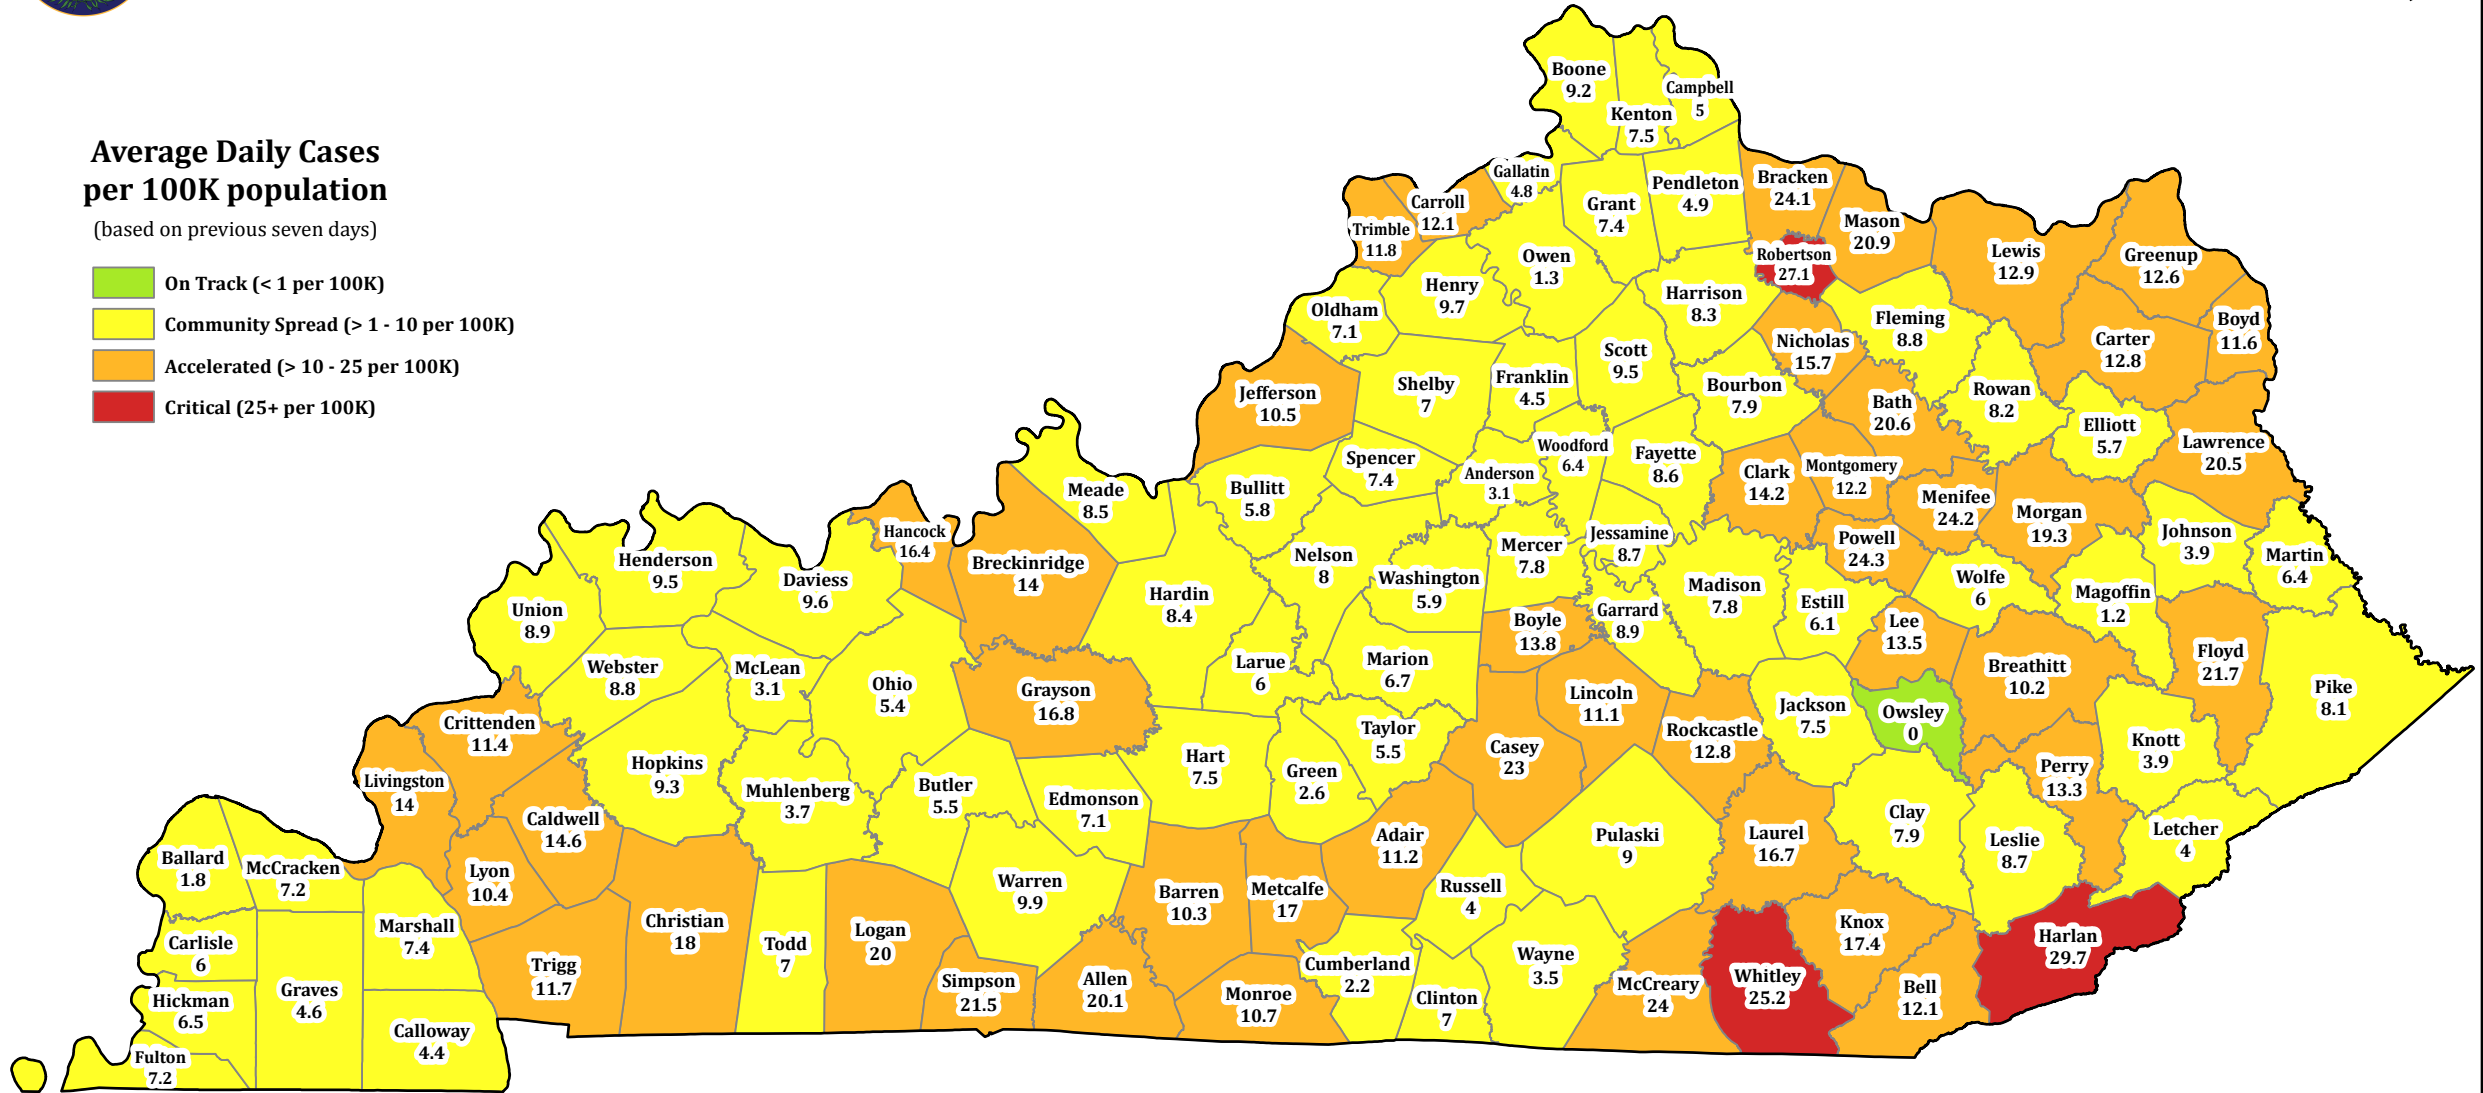 Average Daily Cases
per 100K population
(based on previous seven days)
On Track (< 1 per 100K)
Community Spread (> 1 - 10 per 100K)
Accelerated (> 10 - 25 per 100K)
Critical (25+ per 100K)
Boone
9.2
Kenton
7.5
Campbell
5
Gallatin
4.8
Carroll
12.1
Trimble
11.8
Grant
7.4
Pendleton
4.9
Bracken
24.1
Mason
20.9
Robertson
27.1
Lewis
12.9
Greenup
12.6
Boyd
11.6
Carter
12.8
Owen
1.3
Henry
9.7
Oldham
7.1
Harrison
8.3
Fleming
8.8
Nicholas
15.7
Scott
9.5
Franklin
4.5
Shelby
7
Jefferson
10.5
Bourbon
7.9
Bath
20.6
Rowan
8.2
Elliott
5.7
Lawrence
20.5
Spencer
7.4
Anderson
3.1
Woodford
6.4
Fayette
8.6
Clark
14.2
Montgomery
12.2
Menifee
24.2
Morgan
19.3
Johnson
3.9
Martin
6.4
Meade
8.5
Bullitt
5.8
Hancock
16.4
Breckinridge
14
Henderson
9.5
Daviess
9.6
Union
8.9
Hardin
8.4
Nelson
8
Washington
5.9
Mercer
7.8
Jessamine
8.7
Powell
24.3
Madison
7.8
Estill
6.1
Wolfe
6
Magoffin
1.2
Garrard
8.9
Boyle
13.8
Lee
13.5
Floyd
21.7
Pike
8.1
Breathitt
10.2
Webster
8.8
McLean
3.1
Ohio
5.4
Grayson
16.8
Larue
6
Marion
6.7
Lincoln
11.1
Rockcastle
12.8
Jackson
7.5
Owsley
0
Knott
3.9
Perry
13.3
Crittenden
11.4
Livingston
14
Hopkins
9.3
Muhlenberg
3.7
Butler
5.5
Edmonson
7.1
Hart
7.5
Green
2.6
Taylor
5.5
Casey
23
Caldwell
14.6
Adair
11.2
Pulaski
9
Laurel
16.7
Clay
7.9
Leslie
8.7
Letcher
4
Ballard
1.8
McCracken
7.2
Lyon
10.4
Warren
9.9
Barren
10.3
Metcalfe
17
Russell
4
Marshall
7.4
Christian
18
Todd
7
Logan
20
Knox
17.4
Harlan
29.7
Carlisle
6
Trigg
11.7
Simpson
21.5
Allen
20.1
Monroe
10.7
Cumberland
2.2
Clinton
7
Wayne
3.5
McCreary
24
Whitley
25.2
Bell
12.1
Hickman
6.5
Graves
4.6
Calloway
4.4
Fulton
7.2